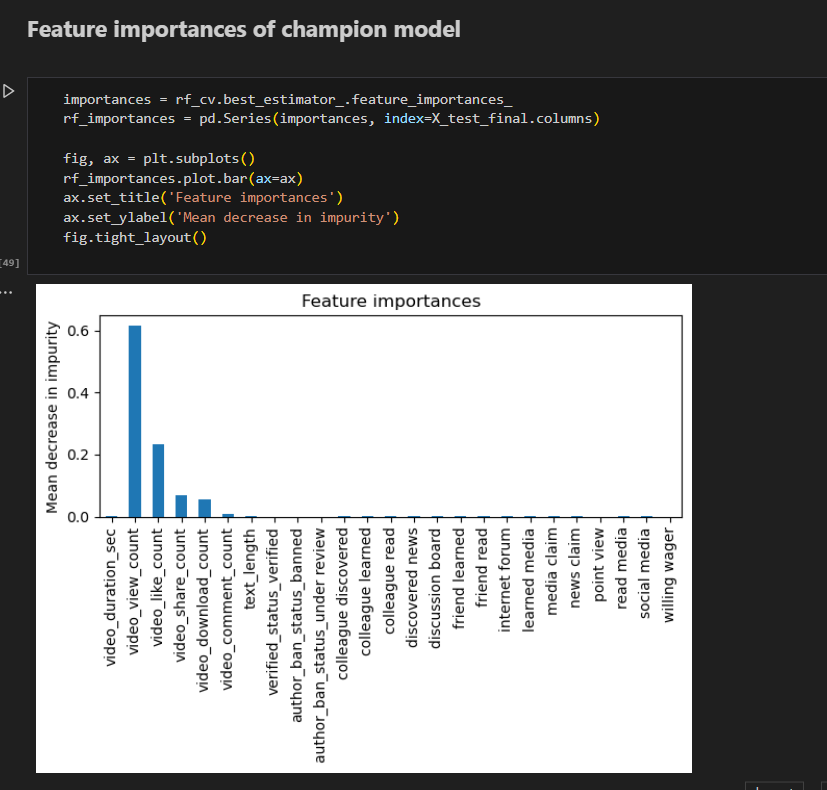 Feature importances of champion model
importances = rf_cv.best_estimator_.feature_importances_
rf_importances = pd.Series(importances, index=X_test_final.columns)
fig, ax = plt.subplots()
rf_importances.plot.bar(ax=ax)
ax.set_title('Feature importances')
ax.set_ylabel('Mean decrease in impurity')
fig.tight_layout()
[49]
...
Feature importances
Mean decrease in impurity
0.6
0.4
0.2
0.0
video_duration_sec
video_view_count
video_like_count
video_share_count
video_download_count
video_comment_count
text_length
verified_status_verified
author_ban_status_banned
author_ban_status_under review
colleague discovered
colleague learned
colleague read
discovered news
discussion board
friend learned
friend read
internet forum
learned media
media claim
news claim
point view
read media
social media
willing wager